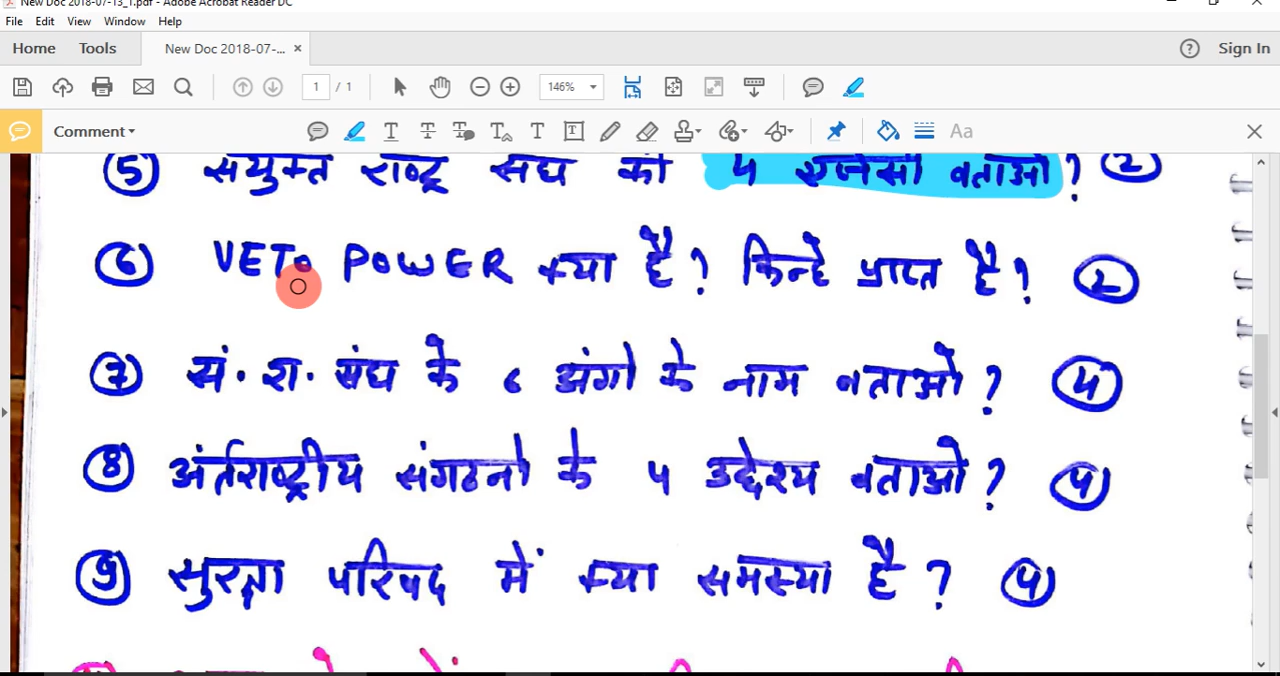 New Doc 2018-07-13_1.pdf - Adobe Acrobat Reader DC
File Edit View Window Help
Home Tools New Doc 2018-07-... × ? Sign In
1 / 1 146%
Comment Aa
⑤ संयुक्त राष्ट्र संघ की 4 एजेंसी बताओ? ②
⑥ VETO POWER क्या है? किन्हे प्राप्त है? ②
⑦ सं. रा. संघ के 6 अंगो के नाम बताओ? ④
⑧ अंर्तराष्ट्रीय संगठनो के 4 उद्देश्य बताओ? ④
⑨ सुरक्षा परिषद में क्या समस्या है? ④